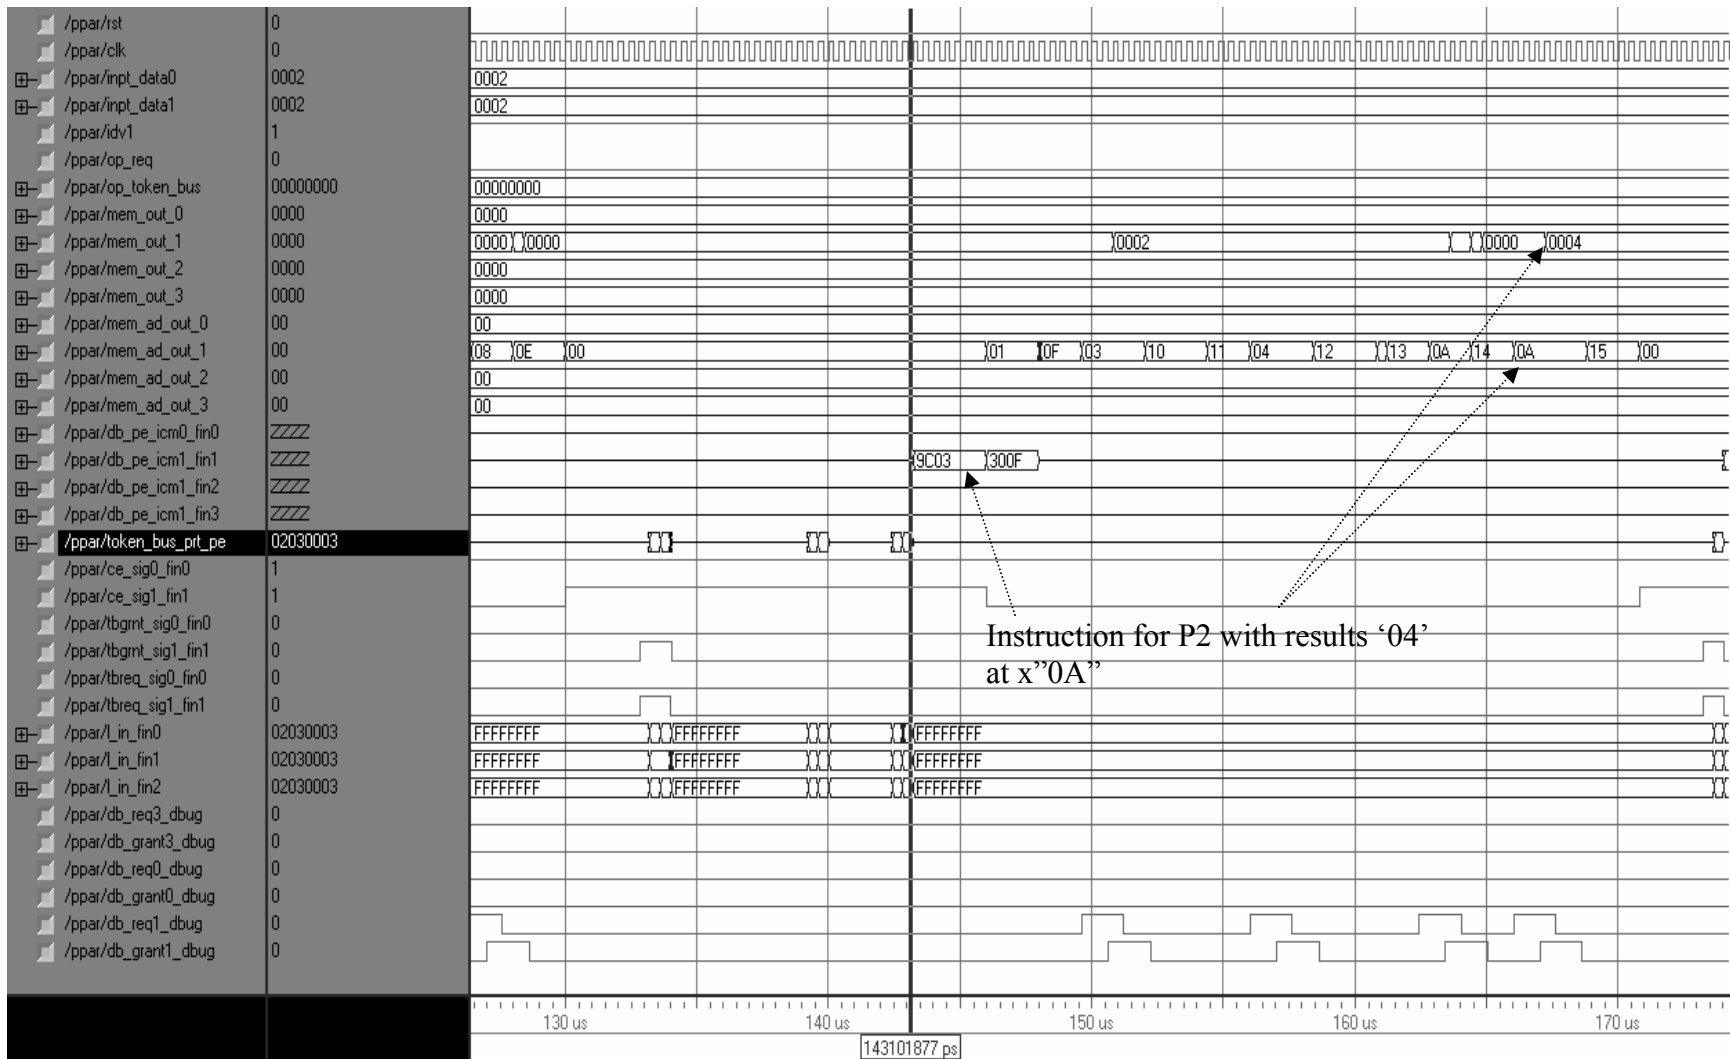 /ppar/rst 0
/ppar/clk 0
/ppar/inpt_data0 0002 0002
/ppar/inpt_data1 0002 0002
/ppar/idv1 1
/ppar/op_req 0
/ppar/op_token_bus 00000000 00000000
/ppar/mem_out_0 0000 0000
/ppar/mem_out_1 0000 0000 0000 0002 0000 0004
/ppar/mem_out_2 0000 0000
/ppar/mem_out_3 0000 0000
/ppar/mem_ad_out_0 00 00
/ppar/mem_ad_out_1 00 08 0E 00 01 0F 03 10 11 04 12 13 0A 14 0A 15 00
/ppar/mem_ad_out_2 00 00
/ppar/mem_ad_out_3 00 00
/ppar/db_pe_icm0_fin0 ZZZZ
/ppar/db_pe_icm1_fin1 ZZZZ 9C03 300F
/ppar/db_pe_icm1_fin2 ZZZZ
/ppar/db_pe_icm1_fin3 ZZZZ
/ppar/token_bus_prt_pe 02030003
/ppar/ce_sig0_fin0 1
/ppar/ce_sig1_fin1 1
/ppar/tbgrnt_sig0_fin0 0
Instruction for P2 with results ‘04’
/ppar/tbgrnt_sig1_fin1 0
at x”0A”
/ppar/tbreq_sig0_fin0 0
/ppar/tbreq_sig1_fin1 0
/ppar/l_in_fin0 02030003 FFFFFFFF FFFFFFFF FFFFFFFF
/ppar/l_in_fin1 02030003 FFFFFFFF FFFFFFFF FFFFFFFF
/ppar/l_in_fin2 02030003 FFFFFFFF FFFFFFFF FFFFFFFF
/ppar/db_req3_dbug 0
/ppar/db_grant3_dbug 0
/ppar/db_req0_dbug 0
/ppar/db_grant0_dbug 0
/ppar/db_req1_dbug 0
/ppar/db_grant1_dbug 0
130 us 140 us 150 us 160 us 170 us
143101877 ps